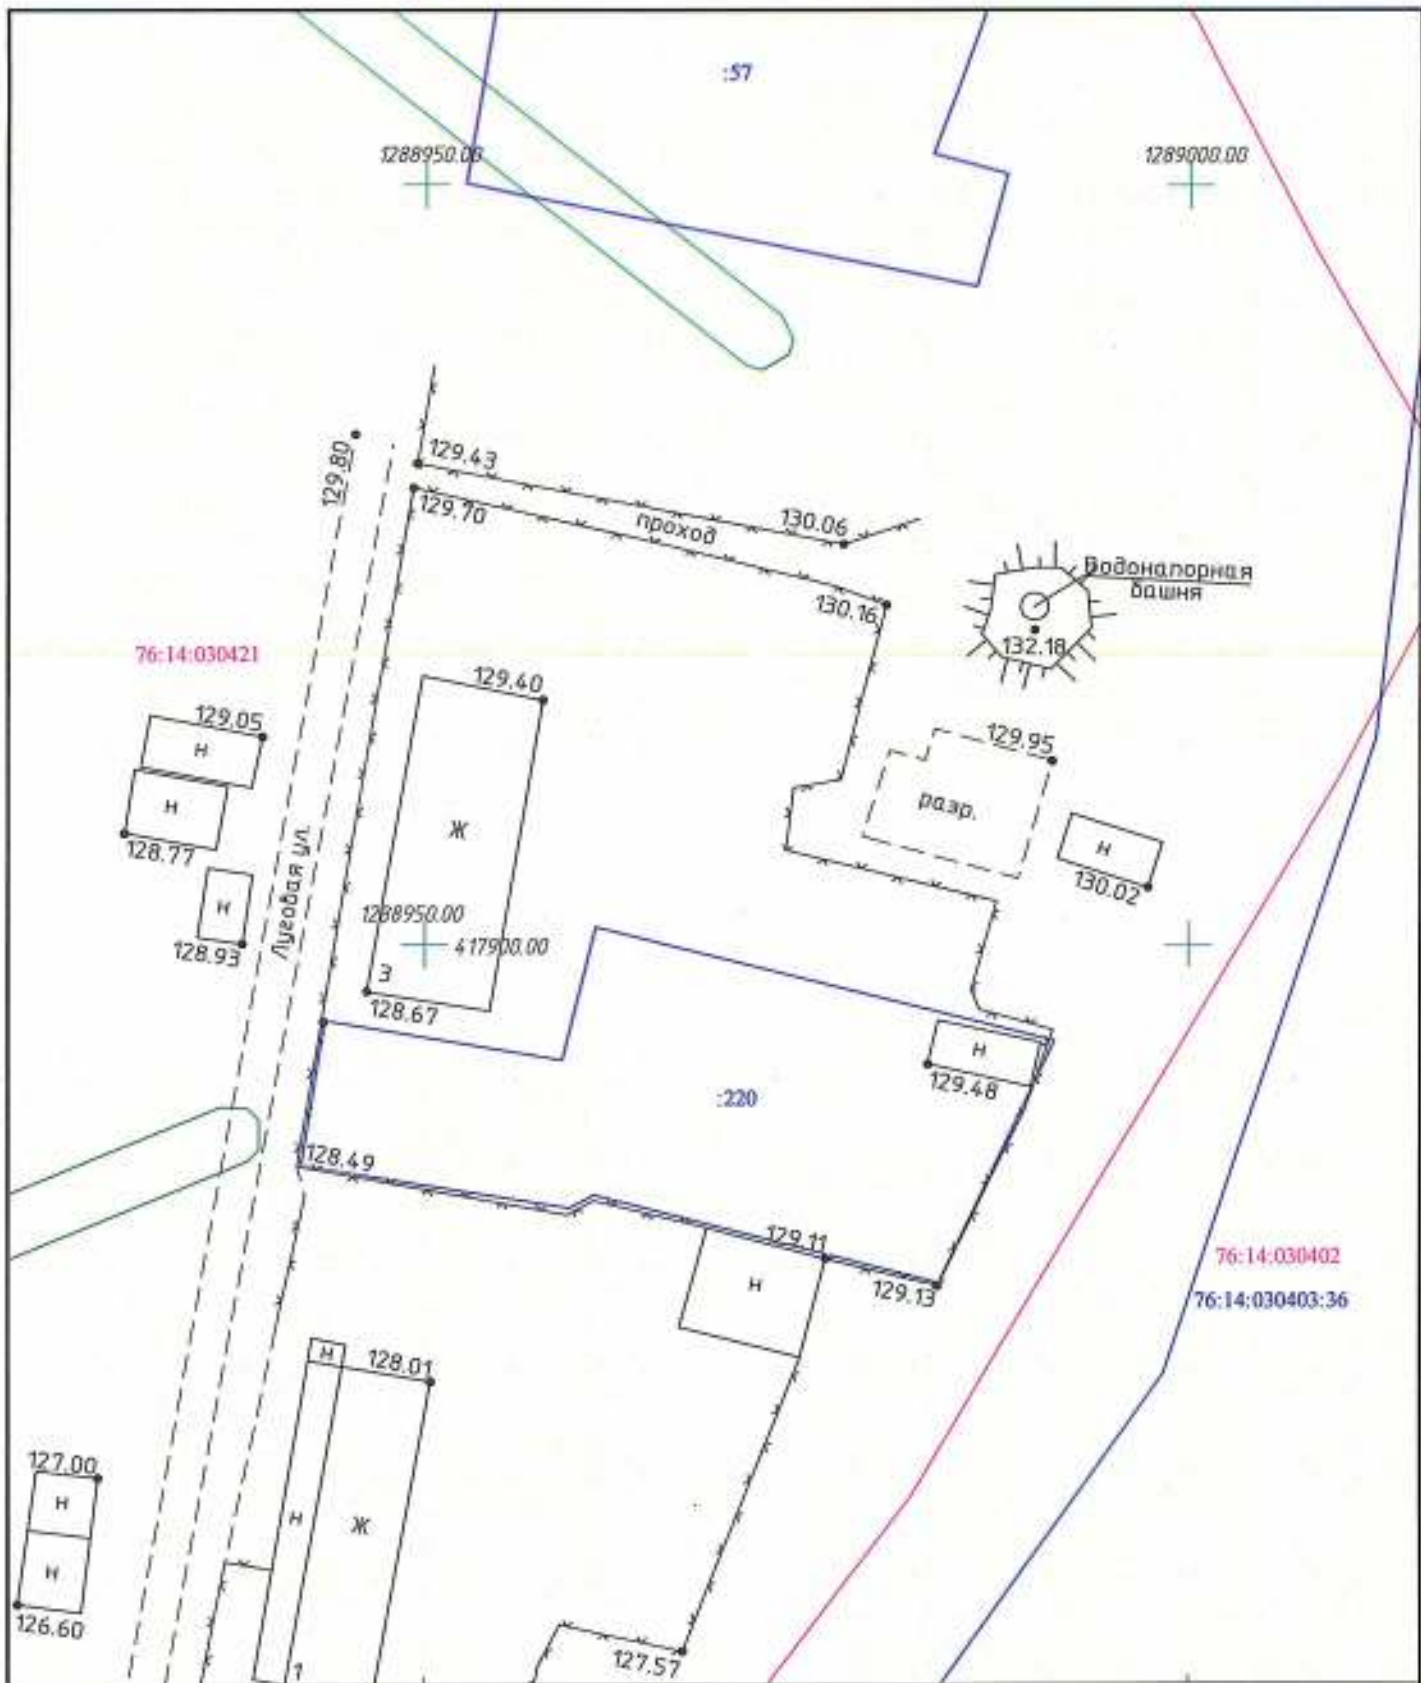 :57
1288950.00
1289000.00
129.80
129.43
129.70
проход
130.06
130.16
Водонапорная
башня
132.18
76:14:030421
129.40
129.05
Н
Н
128.77
Ж
129.95
разр.
Н
130.02
Н
128.93
Луговая ул.
1288950.00
417900.00
3
128.67
Н
129.48
:220
128.49
129.11
129.13
Н
76:14:030402
76:14:030403:36
Н
128.01
127.00
Н
Н
Ж
Н
126.60
127.57
1